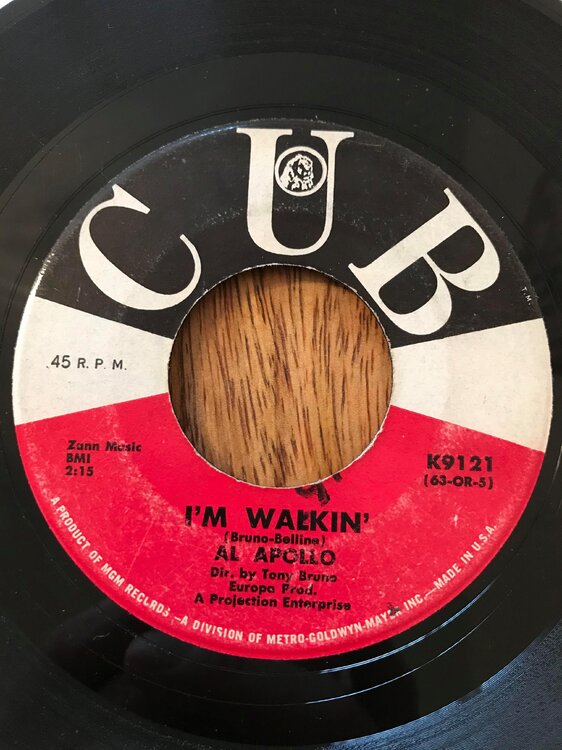 CUB
T.M.
45 R. P. M.
Zann Music
BMI
2:15
K9121
(63-OR-5)
I'M WALKIN'
(Bruno-Belline)
AL APOLLO
Dir. by Tony Bruno
Europa Prod.
A Projection Enterprise
A PRODUCT OF MGM RECORDS —A DIVISION OF METRO-GOLDWYN-MAYER, INC.—MADE IN U.S.A.